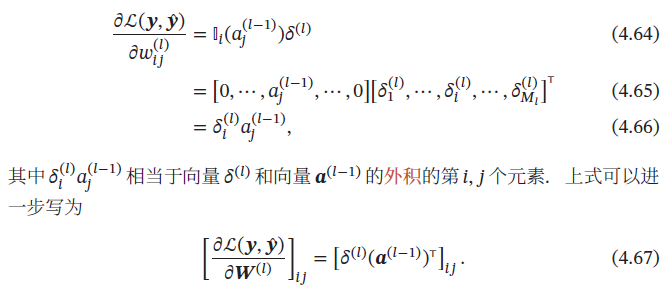 ∂ℒ(𝒚, 𝒚̂)/∂w_{ij}^{(l)} = 𝕀_i(a_j^{(l−1)})δ^{(l)} (4.64)
= [0, ⋯ , a_j^{(l−1)}, ⋯ , 0][δ_1^{(l)}, ⋯ , δ_i^{(l)}, ⋯ , δ_{M_l}^{(l)}]^⊤ (4.65)
= δ_i^{(l)}a_j^{(l−1)}, (4.66)
其中 δ_i^{(l)}a_j^{(l−1)} 相当于向量 δ^{(l)} 和向量 𝒂^{(l−1)} 的外积的第 i, j 个元素. 上式可以进
一步写为
[∂ℒ(𝒚, 𝒚̂)/∂𝑾^{(l)}]_{ij} = [δ^{(l)}(𝒂^{(l−1)})^⊤]_{ij}. (4.67)